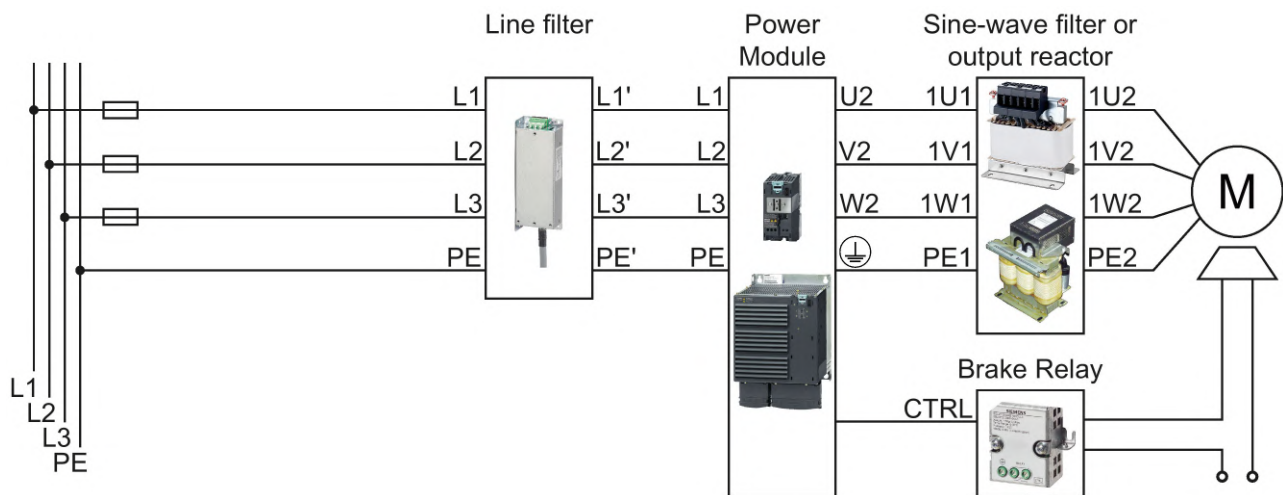 Line filter
Power
Module
Sine-wave filter or
output reactor
L1 L1' L1 U2 1U1 1U2
L2 L2' L2 V2 1V1 1V2
L3 L3' L3 W2 1W1 1W2
M
PE PE' PE PE1 PE2
L1
L2
L3
PE
Brake Relay
CTRL
SIEMENS